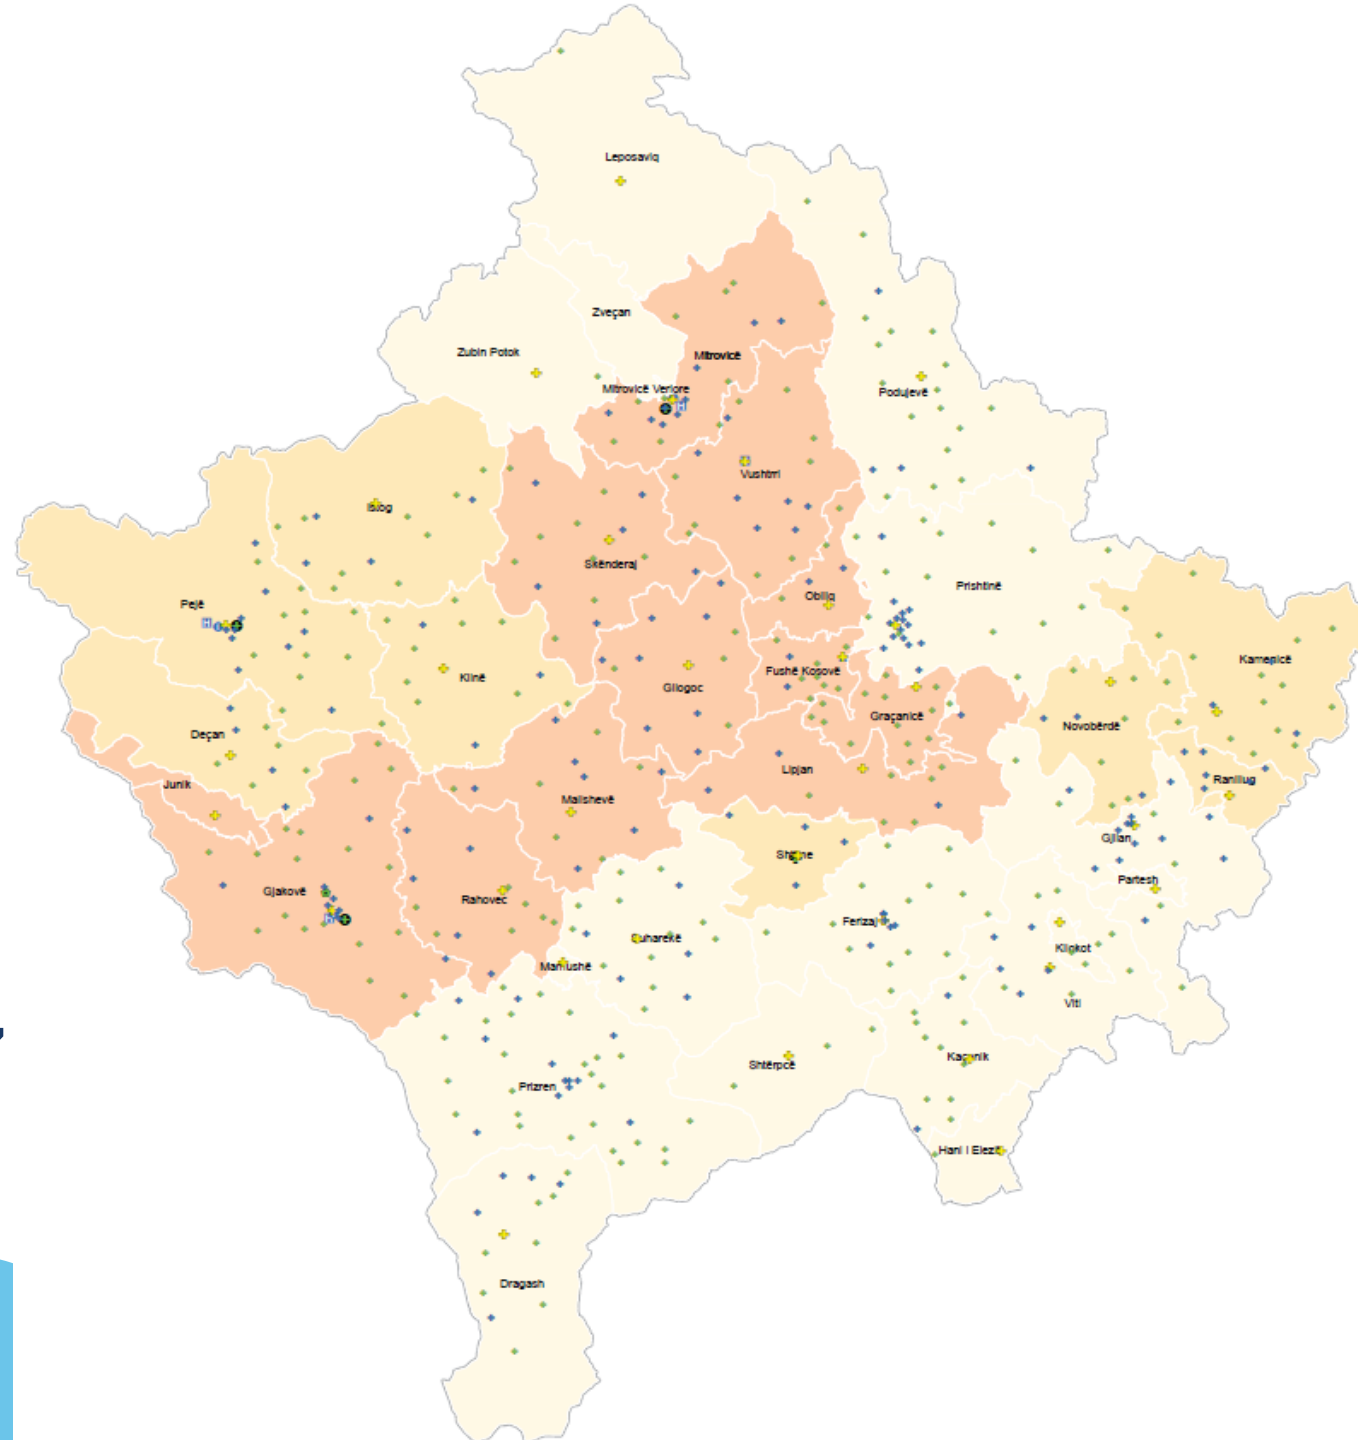 Leposaviq
Zveçan
Zubin Potok
Mitrovicë
Mitrovicë Veriore
Podujevë
Vushtrri
Istog
Skënderaj
Prishtinë
Obiliq
Pejë
Kamenicë
Klinë
Fushë Kosovë
Gllogoc
Graçanicë
Novobërdë
Deçan
Lipjan
Junik
Ranillug
Malishevë
Gjilan
Shtime
Partesh
Gjakovë
Rahovec
Ferizaj
Suharekë
Kllokot
Mamushë
Viti
Kaçanik
Shtërpcë
Prizren
Hani i Elezit
Dragash
H
H
H